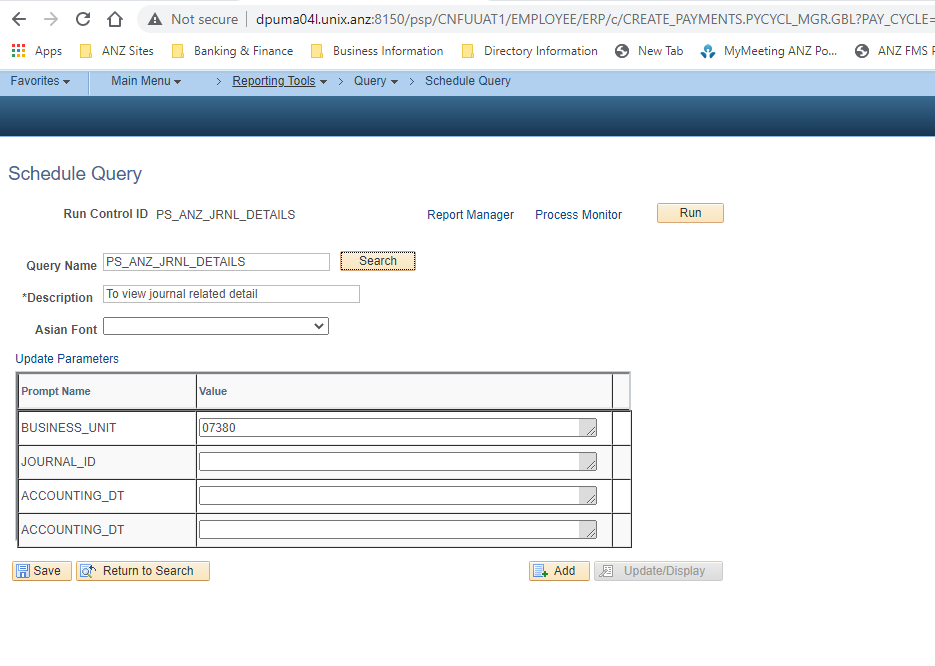 Not secure dpuma04l.unix.anz:8150/psp/CNFUUAT1/EMPLOYEE/ERP/c/CREATE_PAYMENTS.PYCYCL_MGR.GBL?PAY_CYCLE=
Apps ANZ Sites Banking & Finance Business Information Directory Information New Tab MyMeeting ANZ Po... ANZ FMS
Favorites Main Menu > Reporting Tools > Query > Schedule Query
Schedule Query
Run Control ID PS_ANZ_JRNL_DETAILS Report Manager Process Monitor Run
Query Name PS_ANZ_JRNL_DETAILS Search
*Description To view journal related detail
Asian Font
Update Parameters
Prompt Name Value
BUSINESS_UNIT 07380
JOURNAL_ID
ACCOUNTING_DT
ACCOUNTING_DT
Save Return to Search Add Update/Display